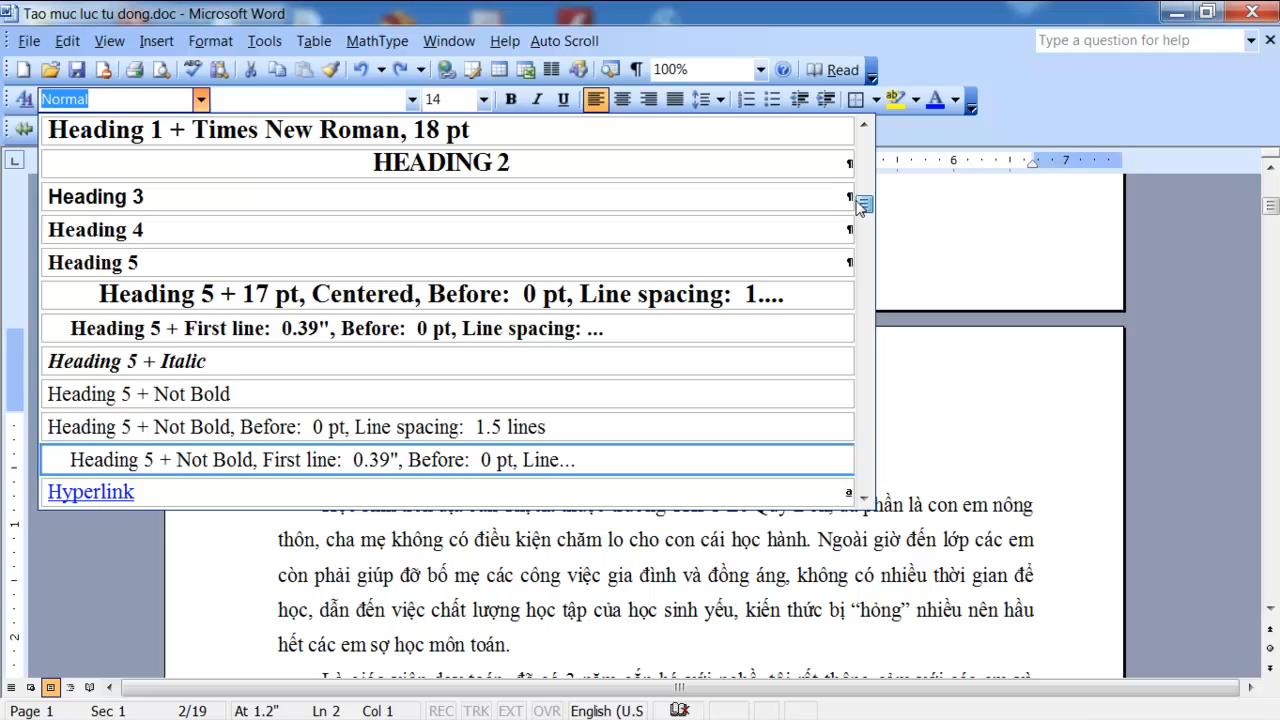 Tao muc luc tu dong.doc - Microsoft Word
File Edit View Insert Format Tools Table MathType Window Help Auto Scroll
Type a question for help
100%
Read
Normal
14
B I U
Heading 1 + Times New Roman, 18 pt
HEADING 2
Heading 3
Heading 4
Heading 5
Heading 5 + 17 pt, Centered, Before: 0 pt, Line spacing: 1....
Heading 5 + First line: 0.39", Before: 0 pt, Line spacing: ...
Heading 5 + Italic
Heading 5 + Not Bold
Heading 5 + Not Bold, Before: 0 pt, Line spacing: 1.5 lines
Heading 5 + Not Bold, First line: 0.39", Before: 0 pt, Line...
Hyperlink
6 7
1
2
phần là con em nông
thôn, cha mẹ không có điều kiện chăm lo cho con cái học hành. Ngoài giờ đến lớp các em
còn phải giúp đỡ bố mẹ các công việc gia đình và đồng áng, không có nhiều thời gian để
học, dẫn đến việc chất lượng học tập của học sinh yếu, kiến thức bị “hỏng” nhiều nên hầu
hết các em sợ học môn toán.
Page 1 Sec 1 2/19 At 1.2" Ln 2 Col 1 REC TRK EXT OVR English (U.S